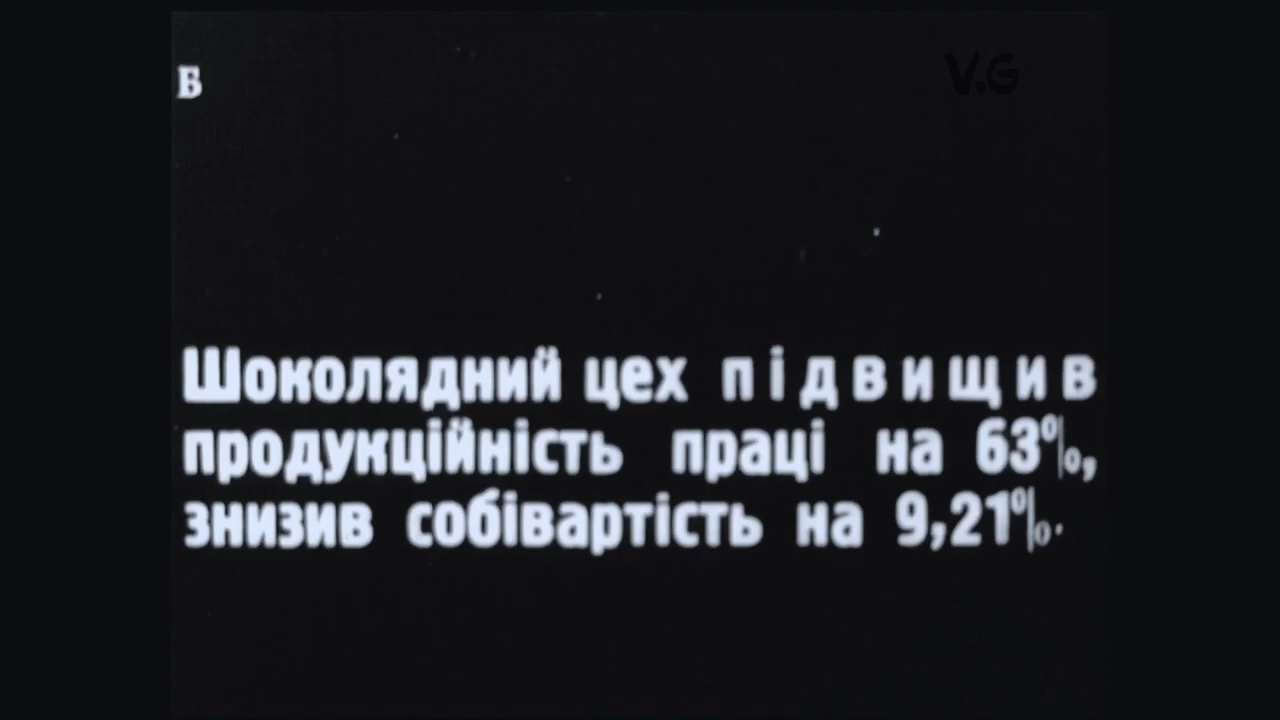 Б
V.G
Шоколядний цех підвищив
продукційність праці на 63%,
знизив собівартість на 9,21%.